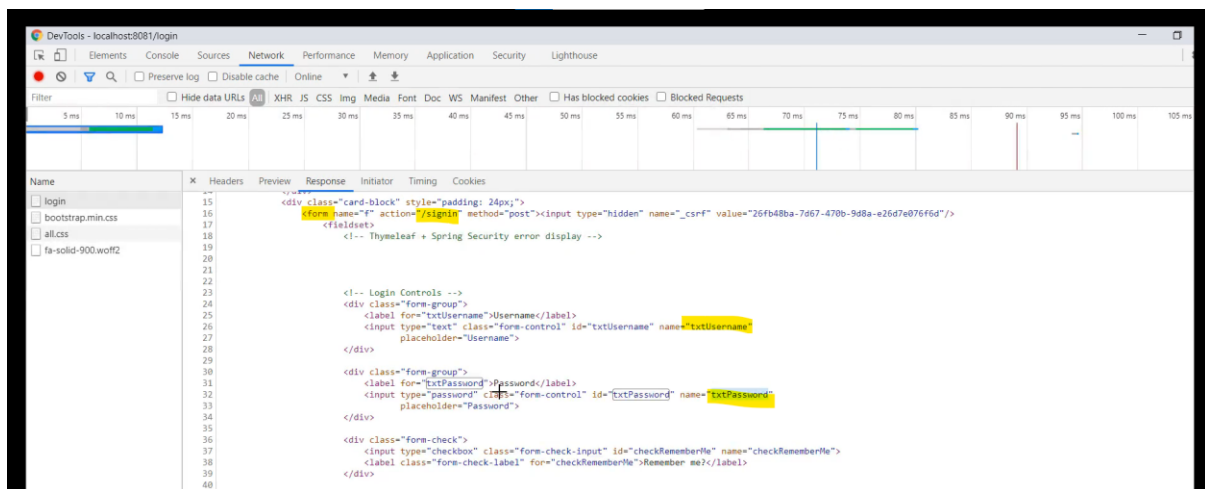 DevTools - localhost:8081/login
Elements Console Sources Network Performance Memory Application Security Lighthouse
Preserve log Disable cache Online
Filter Hide data URLs All XHR JS CSS Img Media Font Doc WS Manifest Other Has blocked cookies Blocked Requests
5 ms 10 ms 15 ms 20 ms 25 ms 30 ms 35 ms 40 ms 45 ms 50 ms 55 ms 60 ms 65 ms 70 ms 75 ms 80 ms 85 ms 90 ms 95 ms 100 ms 105 ms
Name × Headers Preview Response Initiator Timing Cookies
login
bootstrap.min.css
all.css
fa-solid-900.woff2
15 <div class="card-block" style="padding: 24px;">
16 <form name="f" action="/signin" method="post"><input type="hidden" name="_csrf" value="26fb48ba-7d67-470b-9d8a-e26d7e076f6d"/>
17 <fieldset>
18 <!-- Thymeleaf + Spring Security error display -->
19
20
21
22
23 <!-- Login Controls -->
24 <div class="form-group">
25 <label for="txtUsername">Username</label>
26 <input type="text" class="form-control" id="txtUsername" name="txtUsername"
27 placeholder="Username">
28 </div>
29
30 <div class="form-group">
31 <label for="txtPassword">Password</label>
32 <input type="password" class="form-control" id="txtPassword" name="txtPassword"
33 placeholder="Password">
34 </div>
35
36 <div class="form-check">
37 <input type="checkbox" class="form-check-input" id="checkRememberMe" name="checkRememberMe">
38 <label class="form-check-label" for="checkRememberMe">Remember me?</label>
39 </div>
40